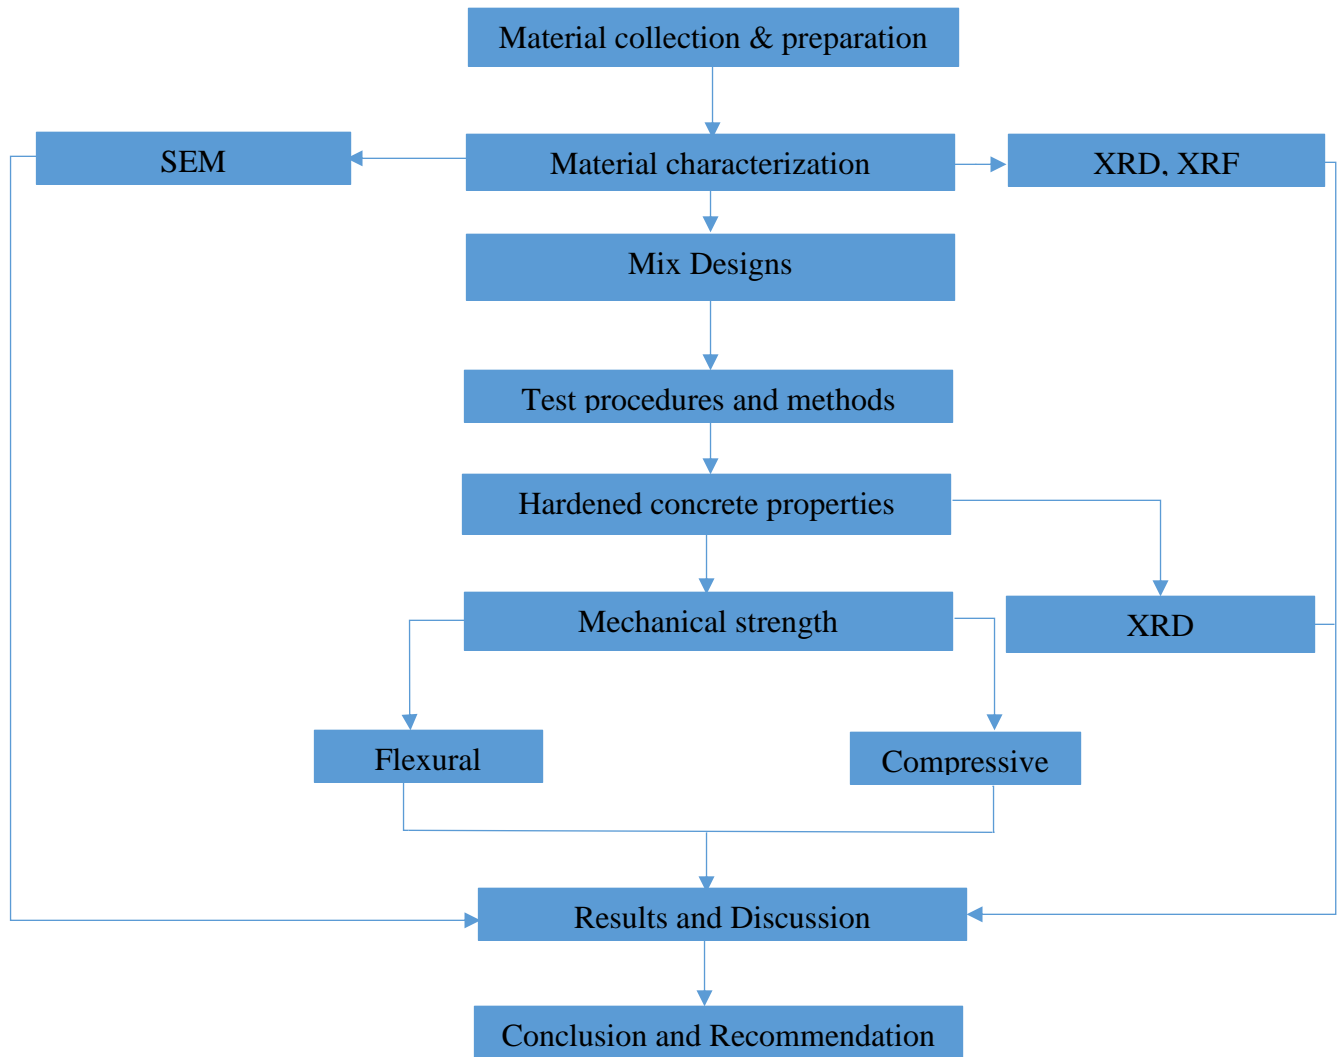 Material collection & preparation
SEM
Material characterization
XRD, XRF
Mix Designs
Test procedures and methods
Hardened concrete properties
Mechanical strength
XRD
Flexural
Compressive
Results and Discussion
Conclusion and Recommendation